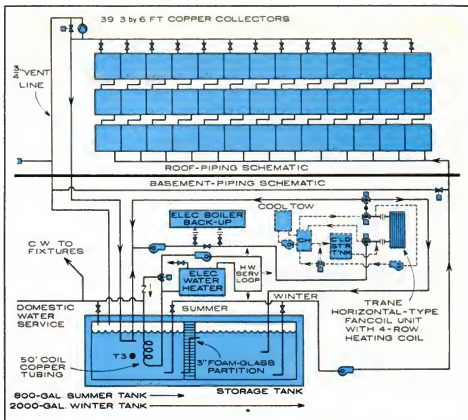 39 3 by 6 FT COPPER COLLECTORS
VENT
LINE
ROOF-PIPING SCHEMATIC
BASEMENT-PIPING SCHEMATIC
ELEC BOILER
BACK-UP
COOL TOW
CH
CLD
STR
TNK
C W TO
FIXTURES
ELEC
WATER
HEATER
H W
SERV
LOOP
TRANE
HORIZONTAL-TYPE
FANCOIL UNIT
WITH 4-ROW
HEATING COIL
DOMESTIC
WATER
SERVICE
SUMMER
WINTER
T3
50' COIL
COPPER
TUBING
3" FOAM-GLASS
PARTITION
800-GAL SUMMER TANK
STORAGE TANK
2000-GAL. WINTER TANK